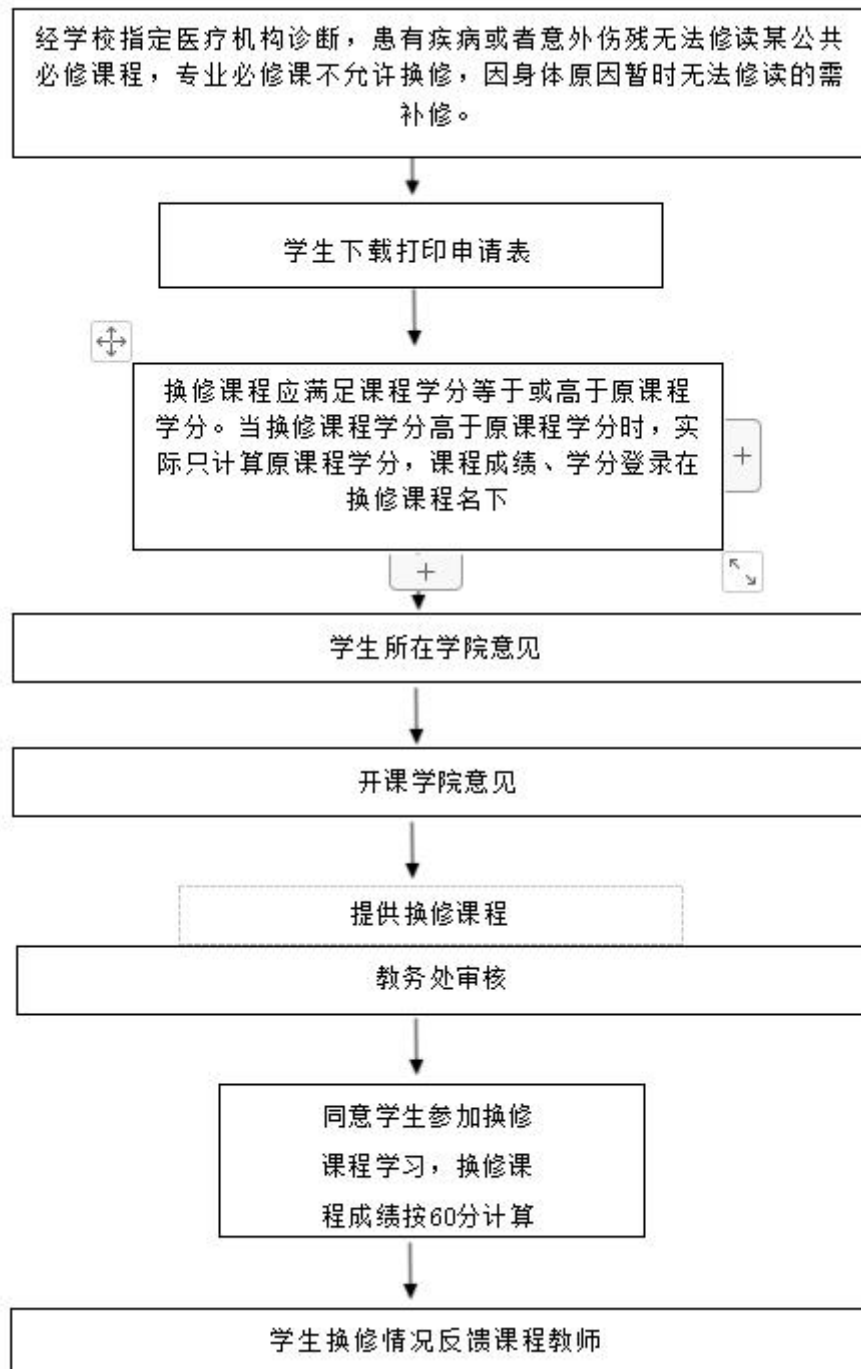 经学校指定医疗机构诊断，患有疾病或者意外伤残无法修读某公共
必修课程，专业必修课不允许换修，因身体原因暂时无法修读的需
补修。
学生下载打印申请表
换修课程应满足课程学分等于或高于原课程
学分。当换修课程学分高于原课程学分时，实
际只计算原课程学分，课程成绩、学分登录在
换修课程名下
学生所在学院意见
开课学院意见
提供换修课程
教务处审核
同意学生参加换修
课程学习，换修课
程成绩按60分计算
学生换修情况反馈课程教师